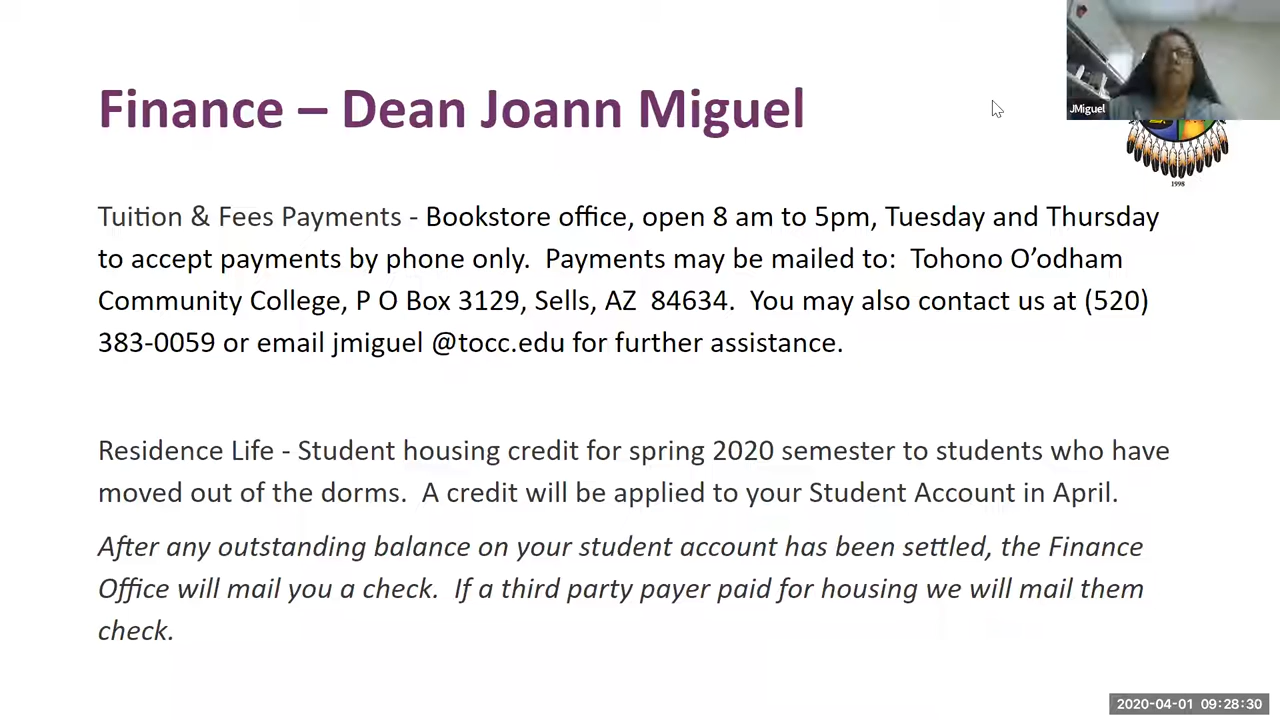 Finance – Dean Joann Miguel
JMiguel
1998
Tuition & Fees Payments - Bookstore office, open 8 am to 5pm, Tuesday and Thursday
to accept payments by phone only.  Payments may be mailed to:  Tohono O’odham
Community College, P O Box 3129, Sells, AZ  84634.  You may also contact us at (520)
383-0059 or email jmiguel @tocc.edu for further assistance.
Residence Life - Student housing credit for spring 2020 semester to students who have
moved out of the dorms.  A credit will be applied to your Student Account in April.
After any outstanding balance on your student account has been settled, the Finance
Office will mail you a check.  If a third party payer paid for housing we will mail them
check.
2020-04-01 09:28:30